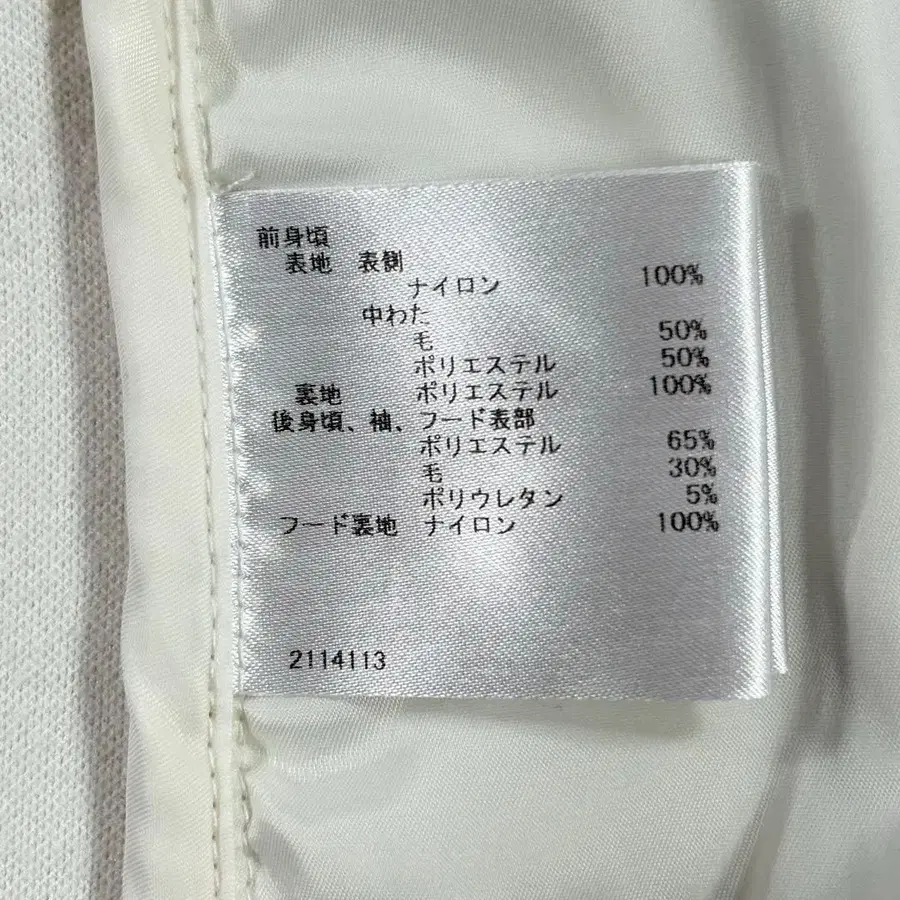 前身頃
表地 表側
ナイロン 100%
中わた
毛 50%
ポリエステル 50%
裏地 ポリエステル 100%
後身頃、袖、フード表部
ポリエステル 65%
毛 30%
ポリウレタン 5%
フード裏地 ナイロン 100%
2114113